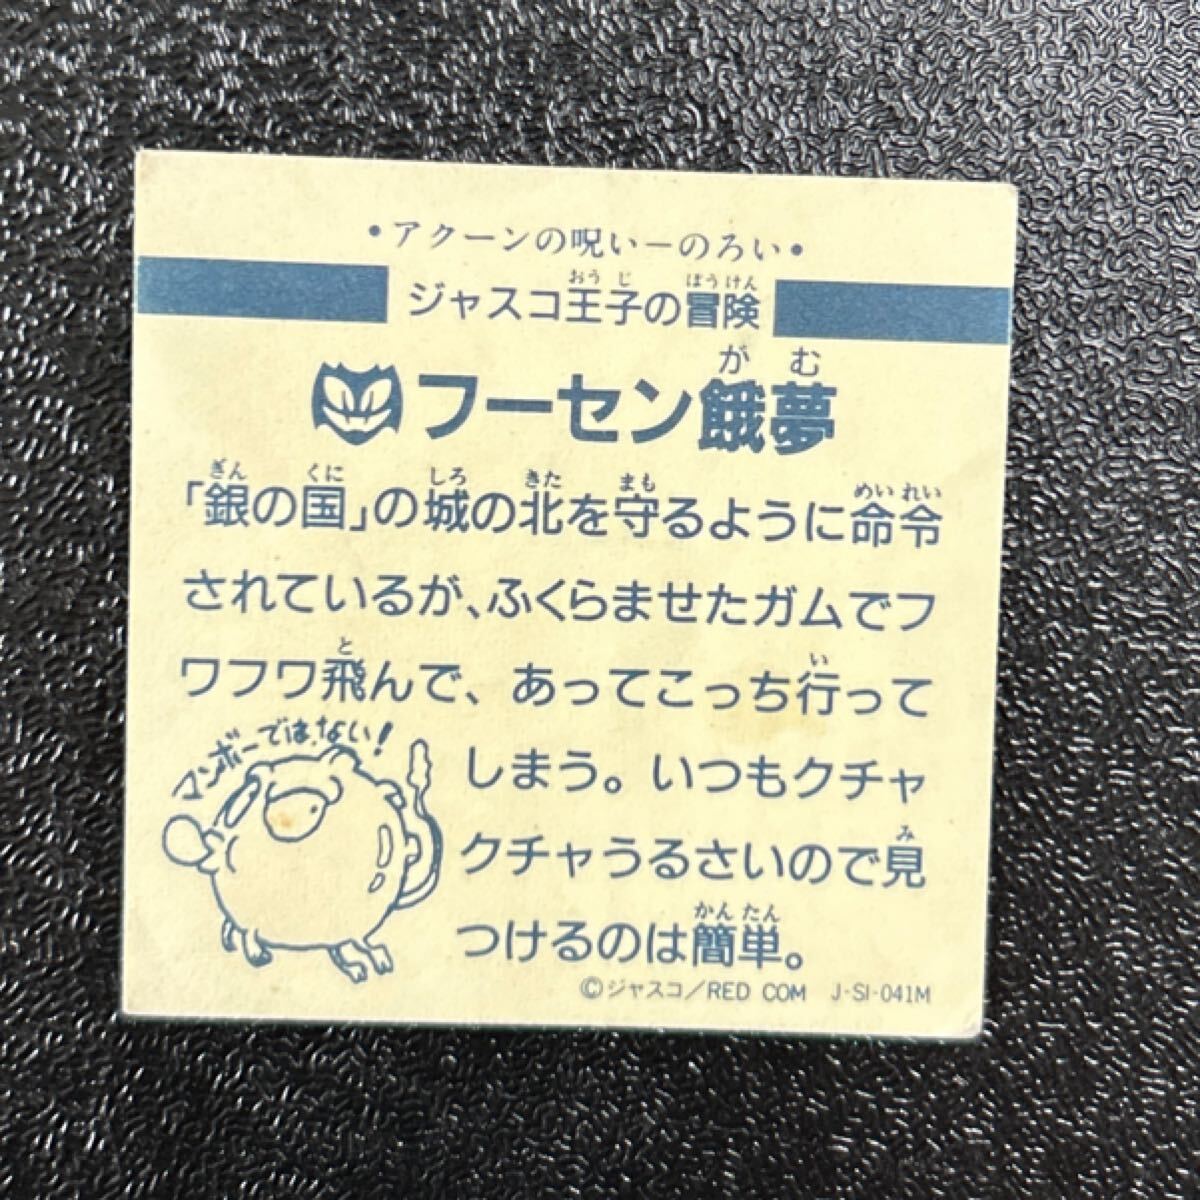 ・アクーンの呪いーのろい・
ジャスコ王子の冒険
おうじ ぼうけん
フーセン餓夢
がむ
「銀の国」の城の北を守るように命令
ぎん くに しろ きた まも めいれい
されているが、ふくらませたガムでフ
ワフワ飛んで、あってこっち行って
と い
しまう。いつもクチャ
クチャうるさいので見
み
つけるのは簡単。
かんたん
マンボーではない!
©ジャスコ/RED COM J-SI-041M